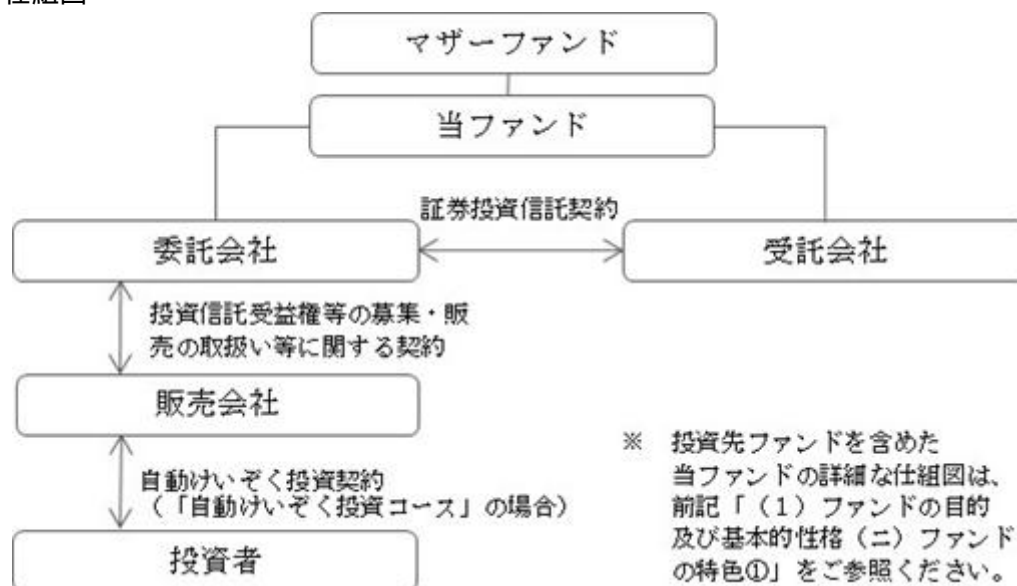 マザーファンド
当ファンド
証券投資信託契約
委託会社
受託会社
投資信託受益権等の募集・販
売の取扱い等に関する契約
販売会社
自動けいぞく投資契約
（「自動けいぞく投資コース」の場合）
投資者
※ 投資先ファンドを含めた
当ファンドの詳細な仕組図は、
前記「（１）ファンドの目的
及び基本的性格（ニ）ファンド
の特色①」をご参照ください。